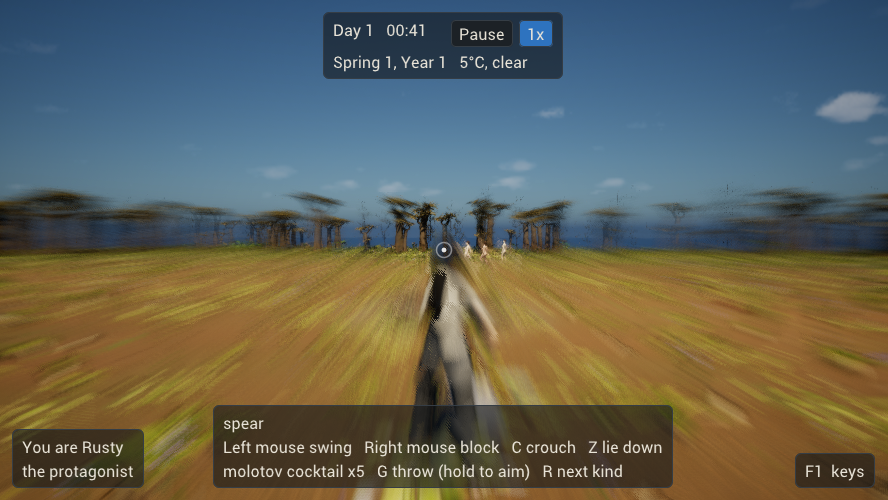 Day 1 00:41 Pause 1x
Spring 1, Year 1 5°C, clear
spear
Left mouse swing Right mouse block C crouch Z lie down
molotov cocktail x5 G throw (hold to aim) R next kind
You are Rusty
the protagonist
F1 keys